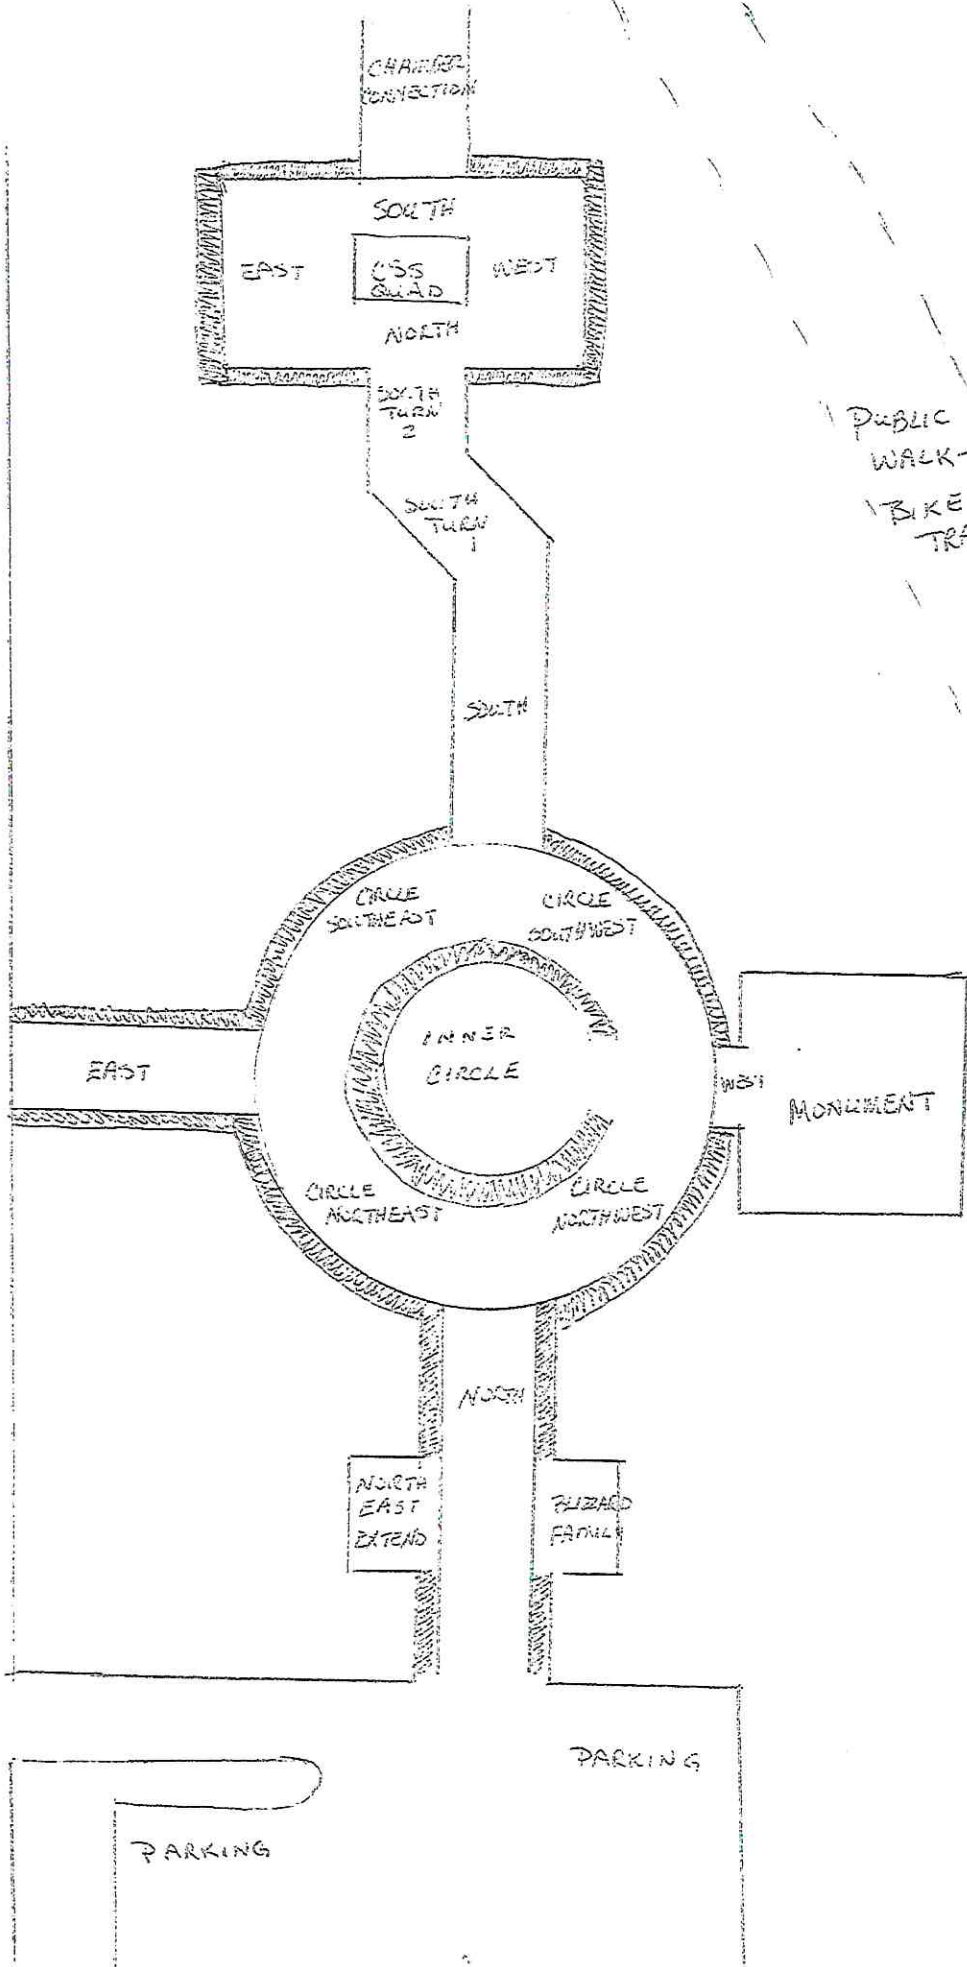 CHAMBER
CONNECTION
SOUTH
EAST
CSS
QUAD
WEST
NORTH
SOUTH
TURN
2
PUBLIC
WALK-
BIKE
TRA
SOUTH
TURN
1
SOUTH
CIRCLE
SOUTHEAST
CIRCLE
SOUTHWEST
INNER
CIRCLE
EAST
WEST
MONUMENT
CIRCLE
NORTHEAST
CIRCLE
NORTHWEST
NORTH
NORTH
EAST
EXTEND
BLIZZARD
FAMILY
PARKING
PARKING